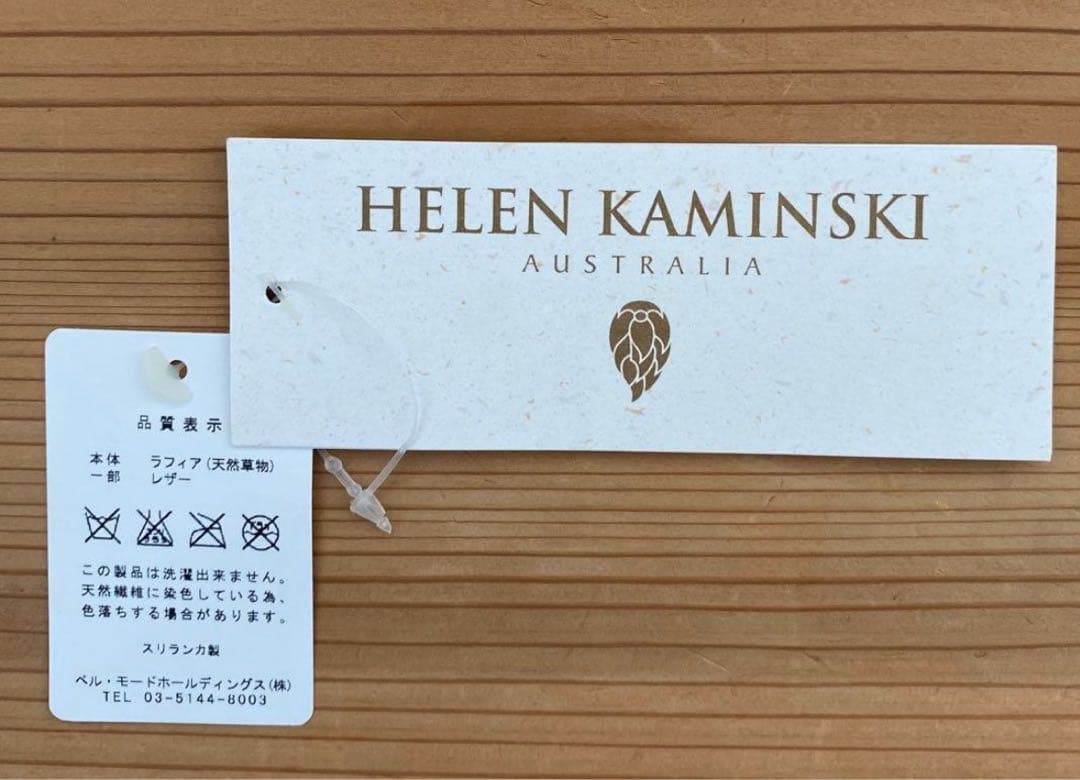 HELEN KAMINSKI
AUSTRALIA
品質表示
本体 ラフィア(天然草物)
一部 レザー
この製品は洗濯出来ません。
天然繊維に染色している為、
色落ちする場合があります。
スリランカ製
ベル・モードホールディングス(株)
TEL 03-5144-8003